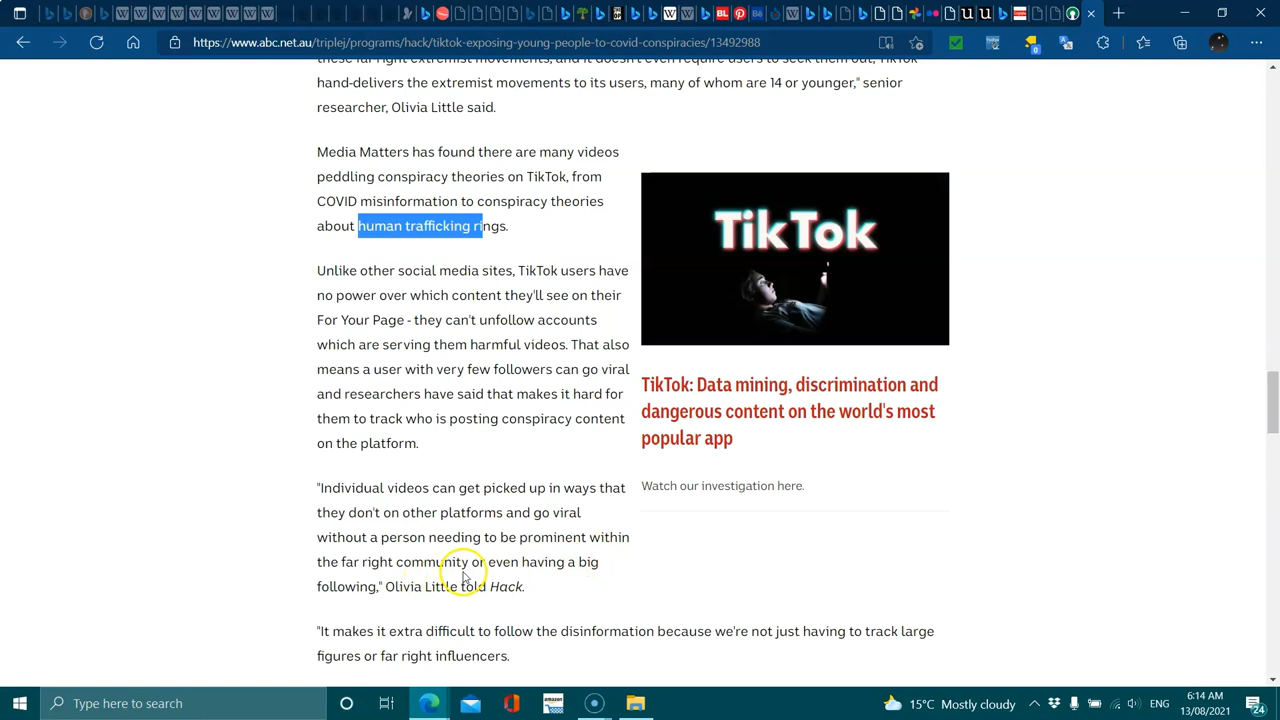 https://www.abc.net.au/triplej/programs/hack/tiktok-exposing-young-people-to-covid-conspiracies/13492988
hand-delivers the extremist movements to its users, many of whom are 14 or younger," senior
researcher, Olivia Little said.
Media Matters has found there are many videos
peddling conspiracy theories on TikTok, from
COVID misinformation to conspiracy theories
about human trafficking rings.
Unlike other social media sites, TikTok users have
no power over which content they'll see on their
For Your Page - they can't unfollow accounts
which are serving them harmful videos. That also
means a user with very few followers can go viral
and researchers have said that makes it hard for
them to track who is posting conspiracy content
on the platform.
"Individual videos can get picked up in ways that
they don't on other platforms and go viral
without a person needing to be prominent within
the far right community or even having a big
following," Olivia Little told Hack.
"It makes it extra difficult to follow the disinformation because we're not just having to track large
figures or far right influencers.
TikTok
TikTok: Data mining, discrimination and
dangerous content on the world's most
popular app
Watch our investigation here.
Type here to search
amazon
15°C Mostly cloudy
ENG
6:14 AM
13/08/2021
24